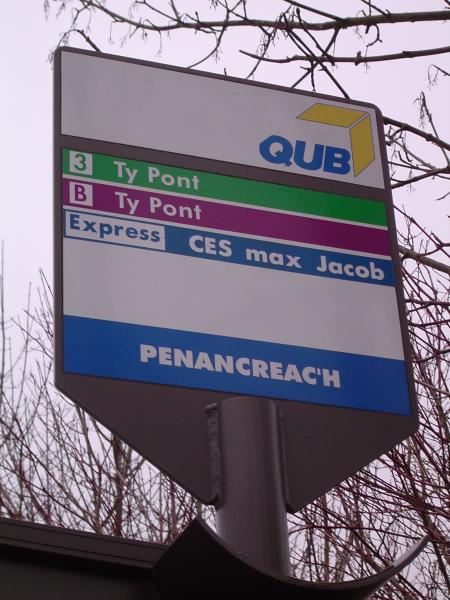 QUB
3 Ty Pont
B Ty Pont
Express CES max Jacob
PENANCREAC'H